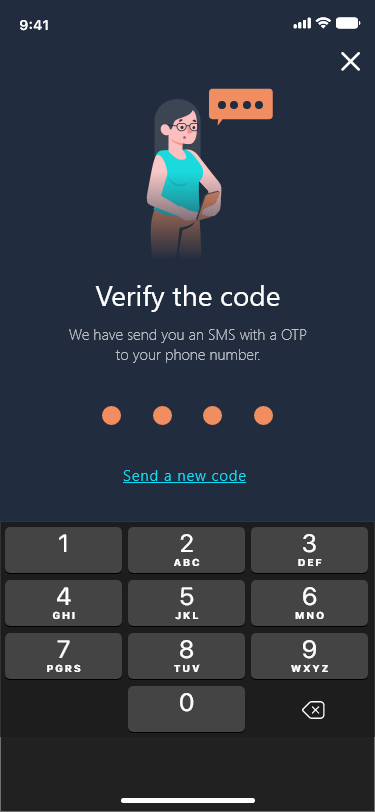 9:41
Verify the code
We have send you an SMS with a OTP
to your phone number.
Send a new code
1 2 3
ABC DEF
4 5 6
GHI JKL MNO
7 8 9
PGRS TUV WXYZ
0